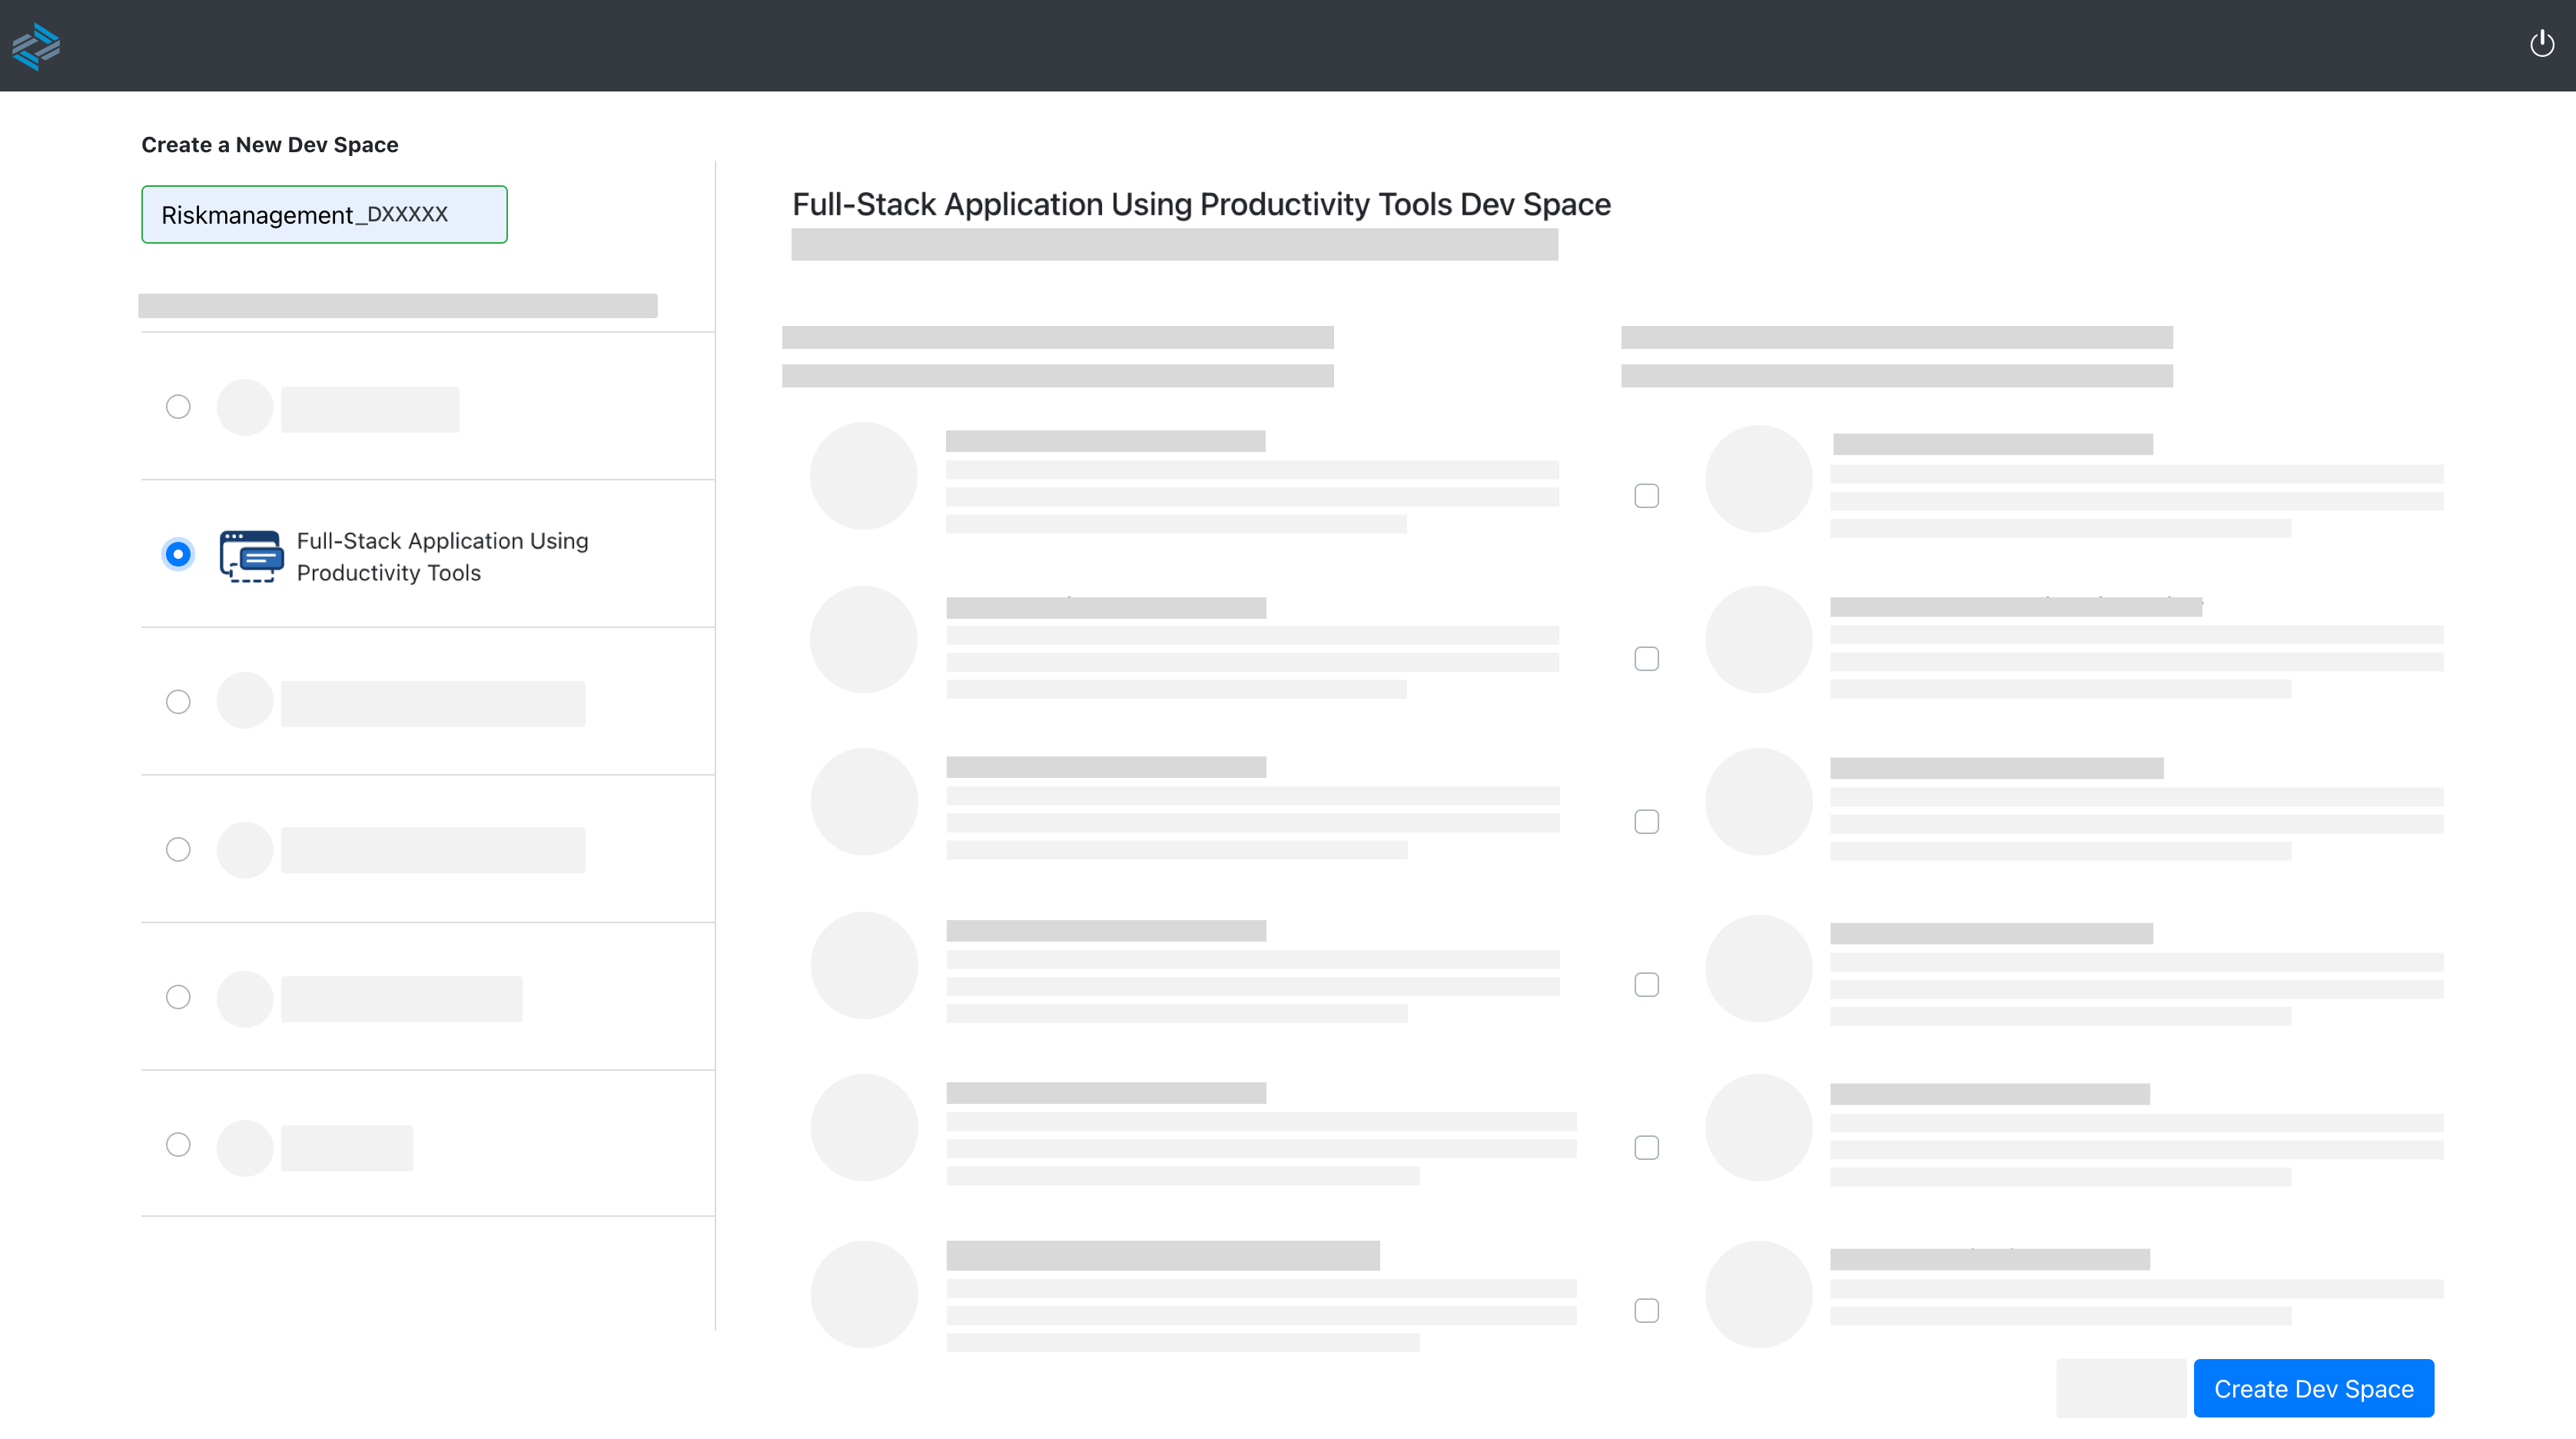 Create a New Dev Space
Riskmanagement_DXXXXX
Full-Stack Application Using
Productivity Tools
Full-Stack Application Using Productivity Tools Dev Space
Create Dev Space